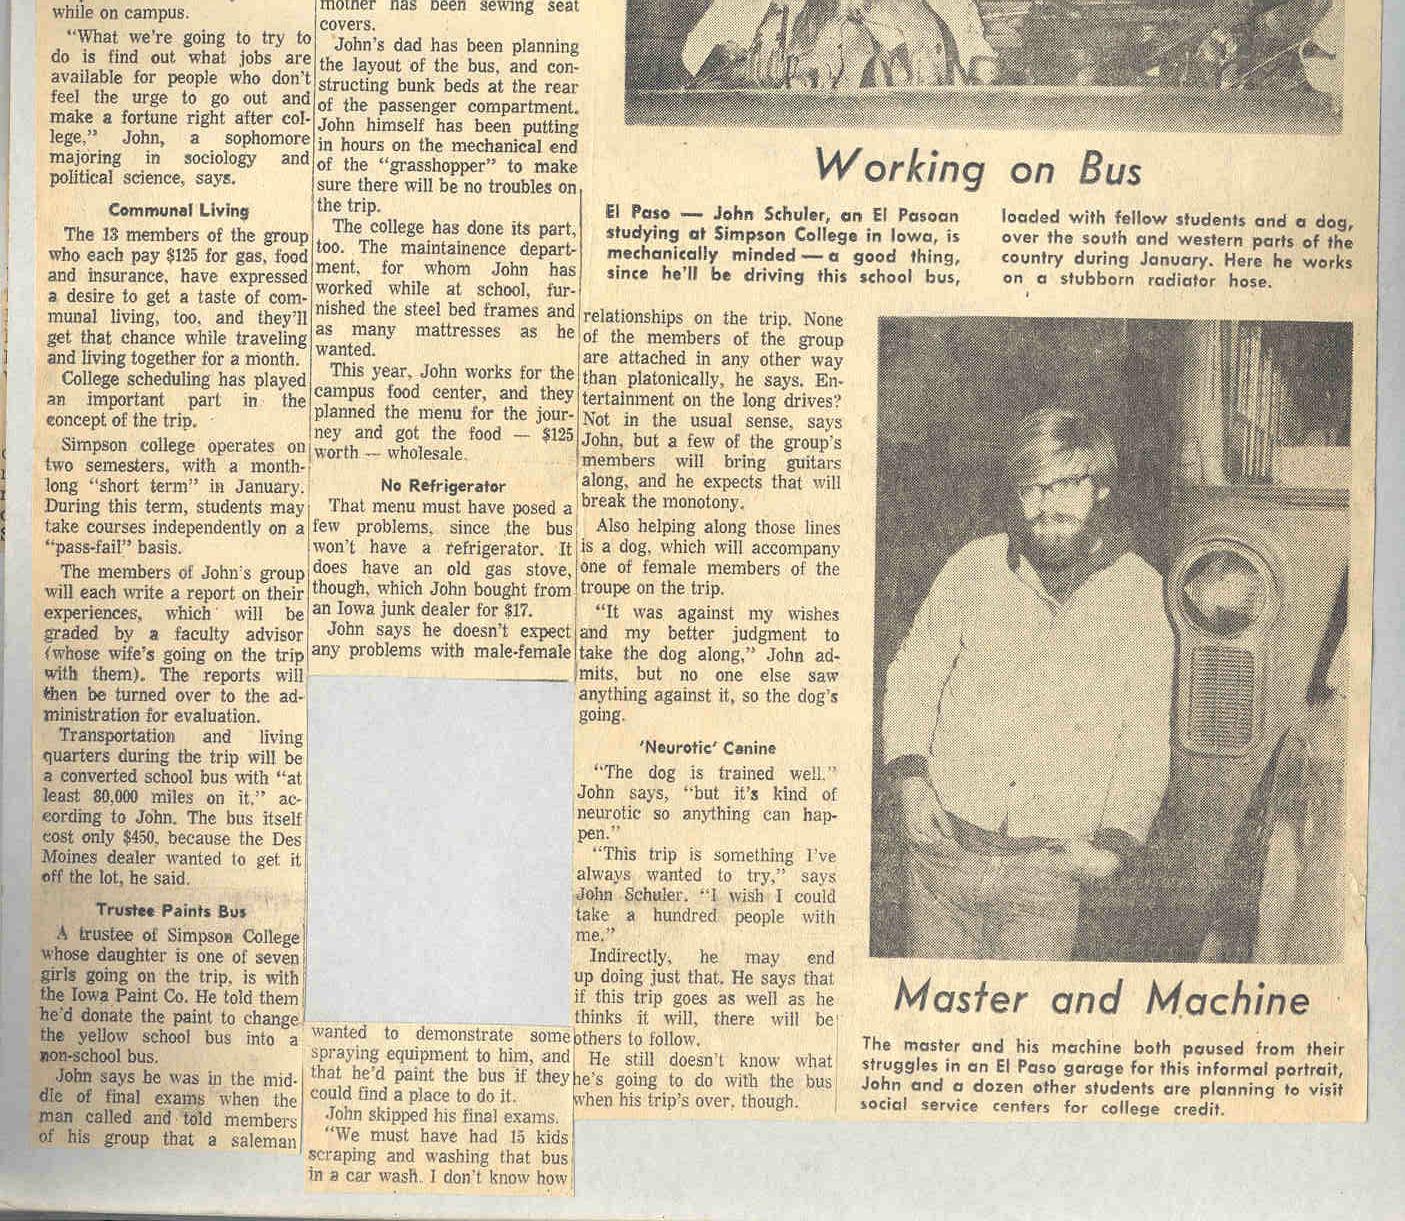 while on campus.
"What we're going to try to
do is find out what jobs are
available for people who don't
feel the urge to go out and
make a fortune right after col-
lege," John, a sophomore
majoring in sociology and
political science, says.
Communal Living
The 13 members of the group
who each pay $125 for gas, food
and insurance, have expressed
a desire to get a taste of com-
munal living, too, and they'll
get that chance while traveling
and living together for a month.
College scheduling has played
an important part in the
concept of the trip.
Simpson college operates on
two semesters, with a month-
long "short term" in January.
During this term, students may
take courses independently on a
"pass-fail" basis.
The members of John's group
will each write a report on their
experiences, which will be
graded by a faculty advisor
(whose wife's going on the trip
with them). The reports will
then be turned over to the ad-
ministration for evaluation.
Transportation and living
quarters during the trip will be
a converted school bus with "at
least 80,000 miles on it," ac-
cording to John. The bus itself
cost only $450, because the Des
Moines dealer wanted to get it
off the lot, he said.
Trustee Paints Bus
A trustee of Simpson College
whose daughter is one of seven
girls going on the trip, is with
the Iowa Paint Co. He told them
he'd donate the paint to change
the yellow school bus into a
non-school bus.
John says he was in the mid-
dle of final exams when the
man called and told members
of his group that a saleman
mother has been sewing seat
covers.
John's dad has been planning
the layout of the bus, and con-
structing bunk beds at the rear
of the passenger compartment.
John himself has been putting
in hours on the mechanical end
of the "grasshopper" to make
sure there will be no troubles on
the trip.
The college has done its part,
too. The maintainence depart-
ment, for whom John has
worked while at school, fur-
nished the steel bed frames and
as many mattresses as he
wanted.
This year, John works for the
campus food center, and they
planned the menu for the jour-
ney and got the food — $125
worth — wholesale.
No Refrigerator
That menu must have posed a
few problems, since the bus
won't have a refrigerator. It
does have an old gas stove,
though, which John bought from
an Iowa junk dealer for $17.
John says he doesn't expect
any problems with male-female
wanted to demonstrate some
spraying equipment to him, and
that he'd paint the bus if they
could find a place to do it.
John skipped his final exams.
"We must have had 15 kids
scraping and washing that bus
in a car wash. I don't know how
Working on Bus
El Paso — John Schuler, an El Pasoan
studying at Simpson College in Iowa, is
mechanically minded — a good thing,
since he'll be driving this school bus,
loaded with fellow students and a dog,
over the south and western parts of the
country during January. Here he works
on a stubborn radiator hose.
relationships on the trip. None
of the members of the group
are attached in any other way
than platonically, he says. En-
tertainment on the long drives?
Not in the usual sense, says
John, but a few of the group's
members will bring guitars
along, and he expects that will
break the monotony.
Also helping along those lines
is a dog, which will accompany
one of female members of the
troupe on the trip.
"It was against my wishes
and my better judgment to
take the dog along," John ad-
mits, but no one else saw
anything against it, so the dog's
going.
'Neurotic' Canine
"The dog is trained well,"
John says, "but it's kind of
neurotic so anything can hap-
pen."
"This trip is something I've
always wanted to try," says
John Schuler. "I wish I could
take a hundred people with
me."
Indirectly, he may end
up doing just that. He says that
if this trip goes as well as he
thinks it will, there will be
others to follow.
He still doesn't know what
he's going to do with the bus
when his trip's over, though.
Master and Machine
The master and his machine both paused from their
struggles in an El Paso garage for this informal portrait,
John and a dozen other students are planning to visit
social service centers for college credit.